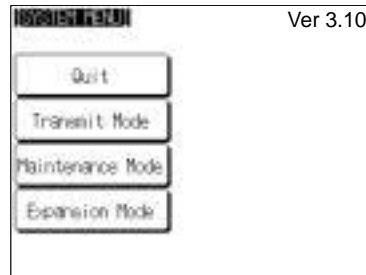 [SYSTEM MENU]
Ver 3.10
Quit
Transmit Mode
Maintenance Mode
Expansion Mode